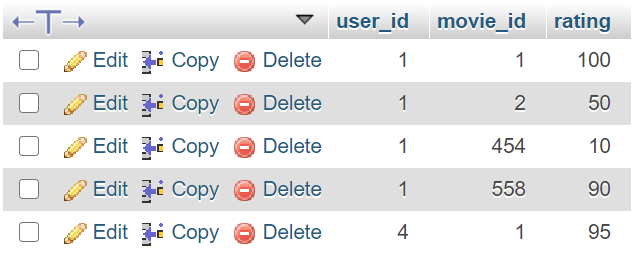 user_id movie_id rating
Edit Copy Delete 1 1 100
Edit Copy Delete 1 2 50
Edit Copy Delete 1 454 10
Edit Copy Delete 1 558 90
Edit Copy Delete 4 1 95